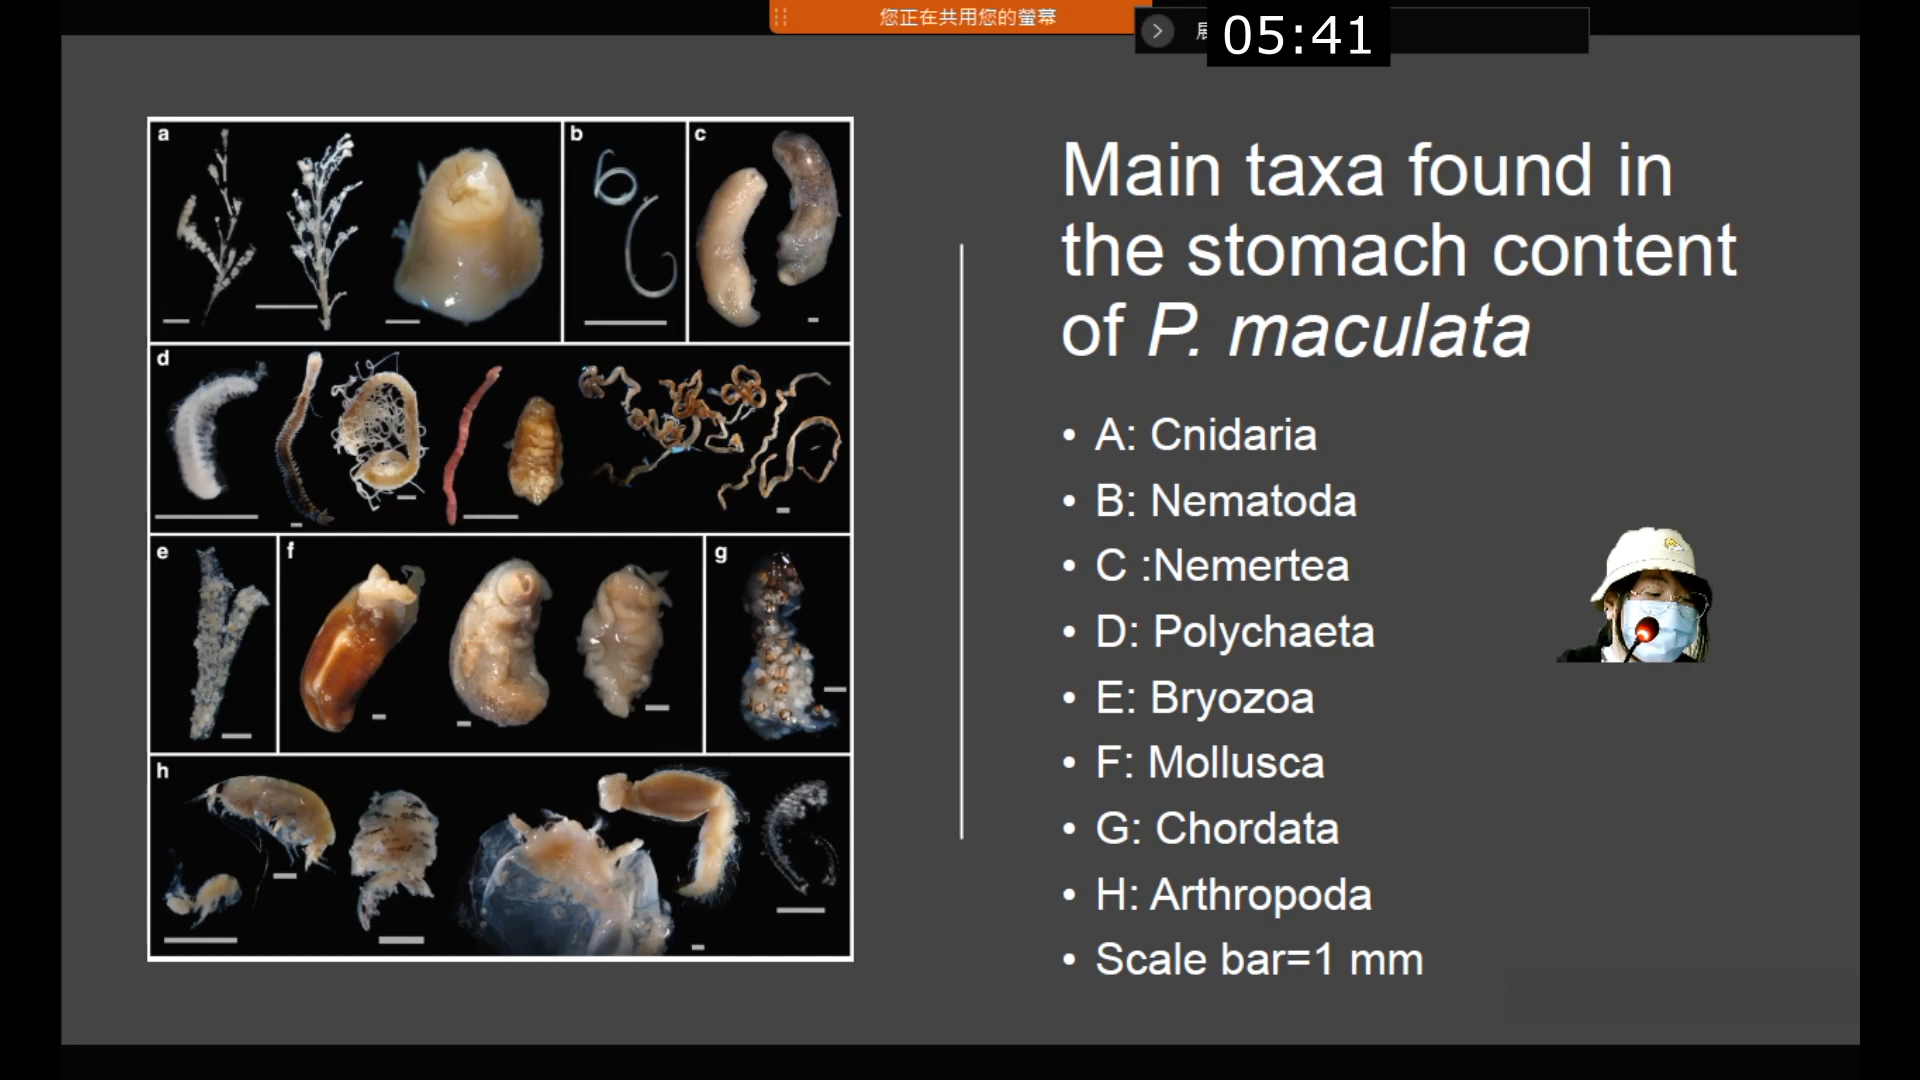 您正在共用您的螢幕
05:41
a
b
c
d
e
f
g
h
Main taxa found in
the stomach content
of P. maculata
• A: Cnidaria
• B: Nematoda
• C :Nemertea
• D: Polychaeta
• E: Bryozoa
• F: Mollusca
• G: Chordata
• H: Arthropoda
• Scale bar=1 mm